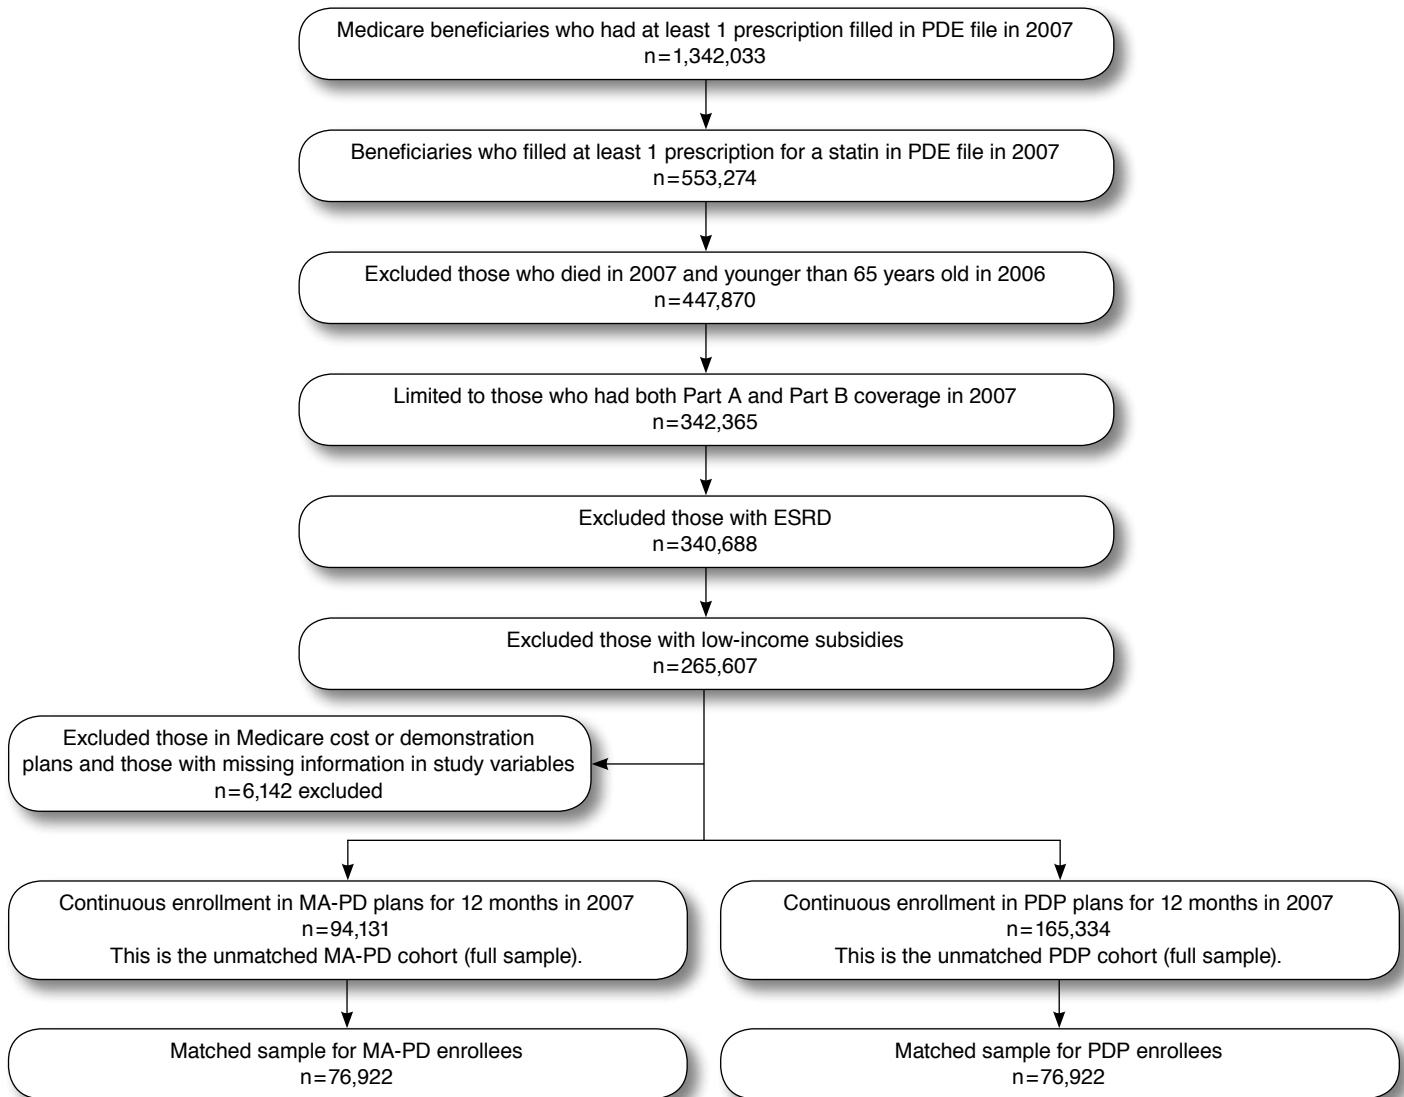 Medicare beneficiaries who had at least 1 prescription filled in PDE file in 2007
n=1,342,033
Beneficiaries who filled at least 1 prescription for a statin in PDE file in 2007
n=553,274
Excluded those who died in 2007 and younger than 65 years old in 2006
n=447,870
Limited to those who had both Part A and Part B coverage in 2007
n=342,365
Excluded those with ESRD
n=340,688
Excluded those with low-income subsidies
n=265,607
Excluded those in Medicare cost or demonstration
plans and those with missing information in study variables
n=6,142 excluded
Continuous enrollment in MA-PD plans for 12 months in 2007
n=94,131
This is the unmatched MA-PD cohort (full sample).
Continuous enrollment in PDP plans for 12 months in 2007
n=165,334
This is the unmatched PDP cohort (full sample).
Matched sample for MA-PD enrollees
n=76,922
Matched sample for PDP enrollees
n=76,922